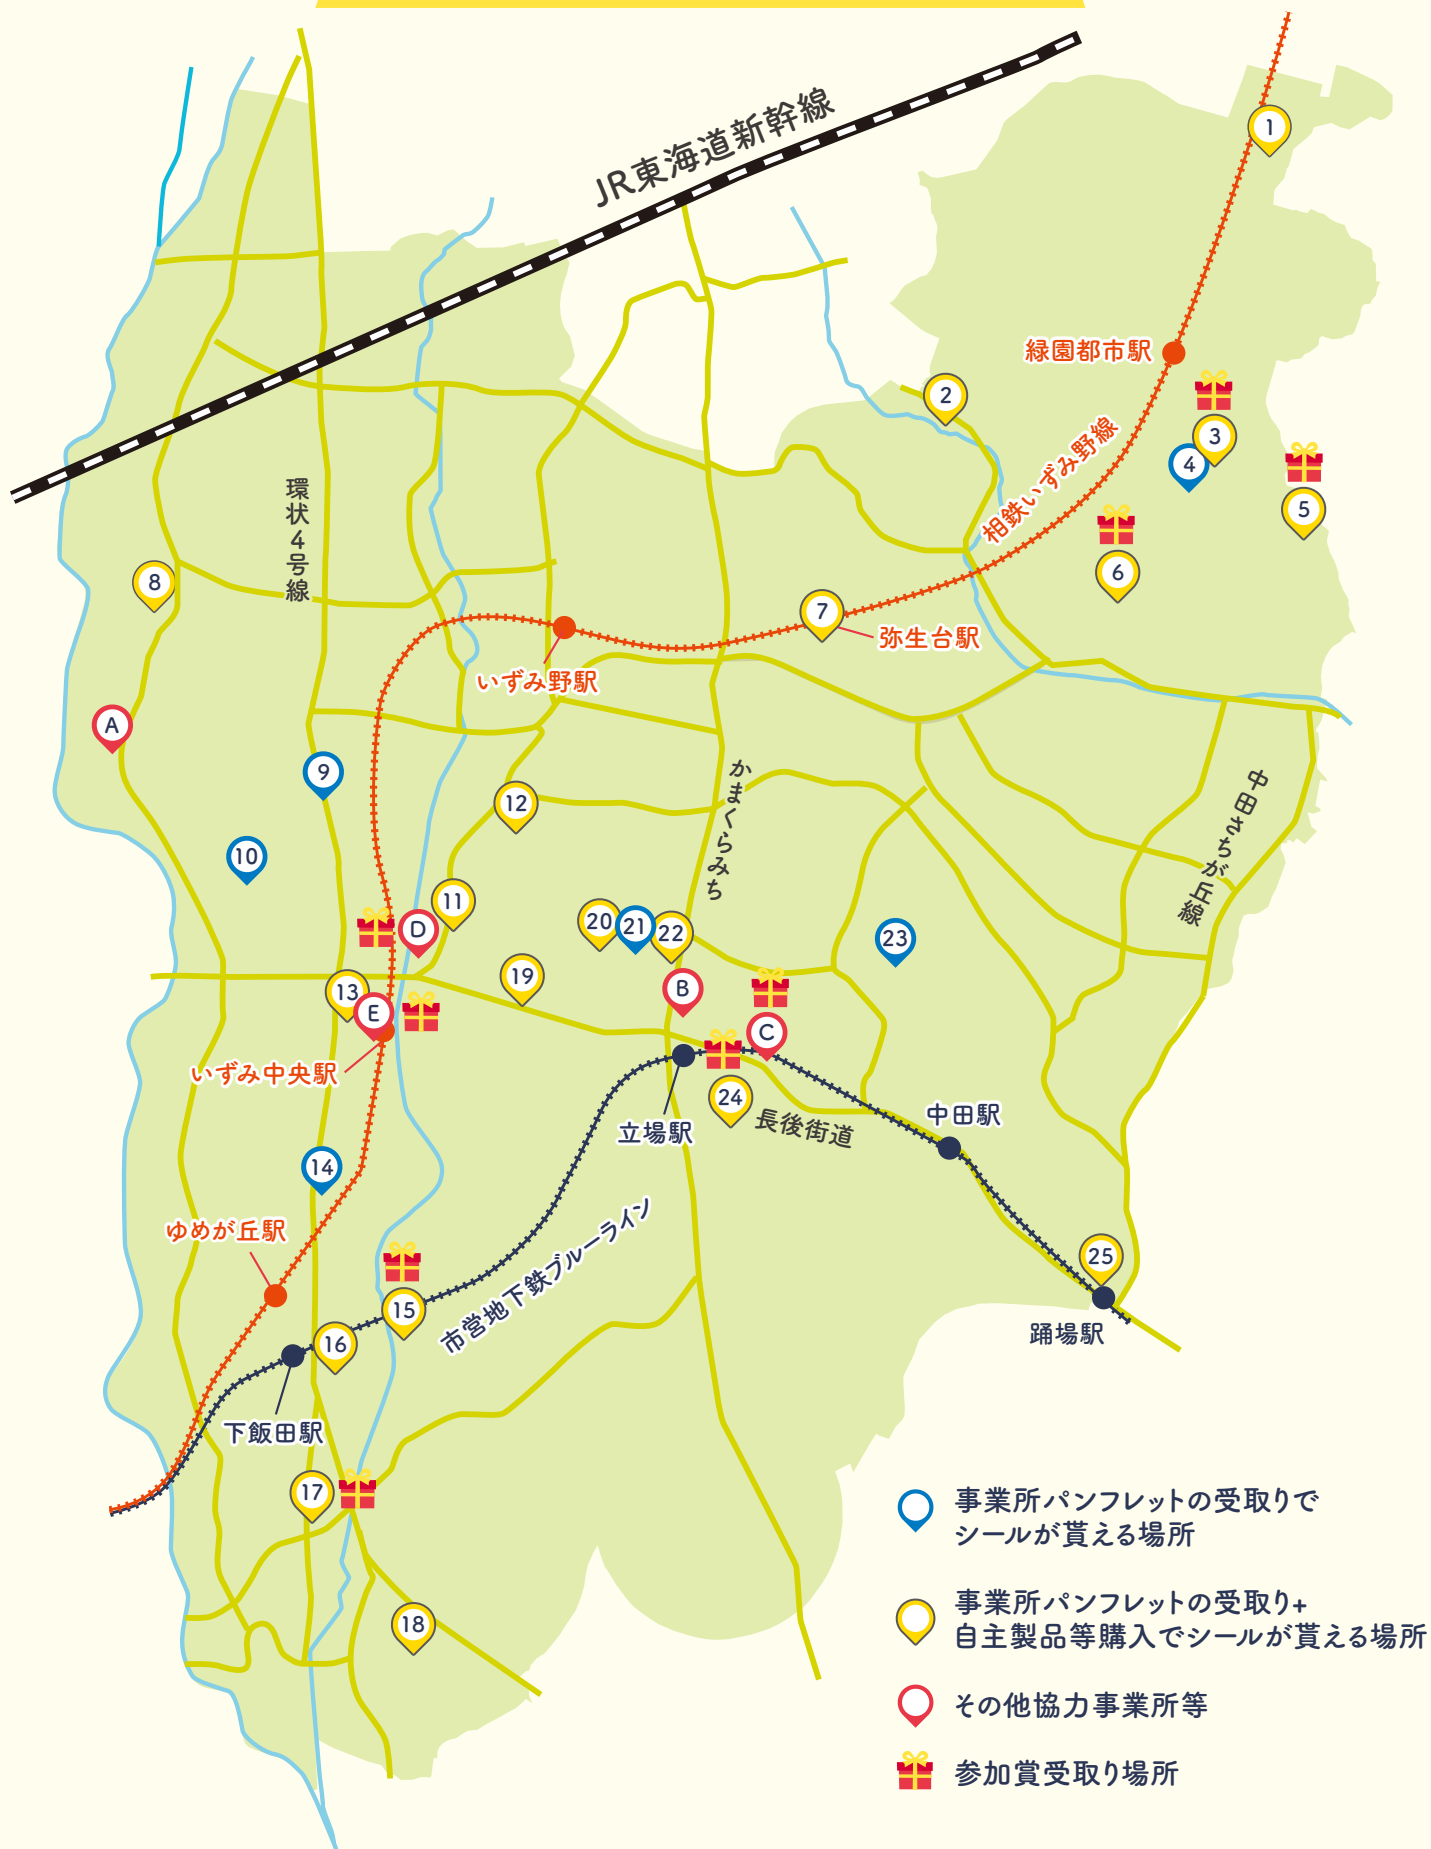 JR東海道新幹線
1
緑園都市駅
2
3
4
相鉄いずみ野線
5
環状4号線
6
8
7
弥生台駅
いずみ野駅
A
9
かまくらみち
中田さちが丘線
12
10
11
D
20
21
22
23
19
13
B
E
C
いずみ中央駅
24
立場駅
長後街道
中田駅
14
ゆめが丘駅
市営地下鉄ブルーライン
25
15
踊場駅
16
下飯田駅
17
18
事業所パンフレットの受取りで
シールが貰える場所
事業所パンフレットの受取り+
自主製品等購入でシールが貰える場所
その他協力事業所等
参加賞受取り場所